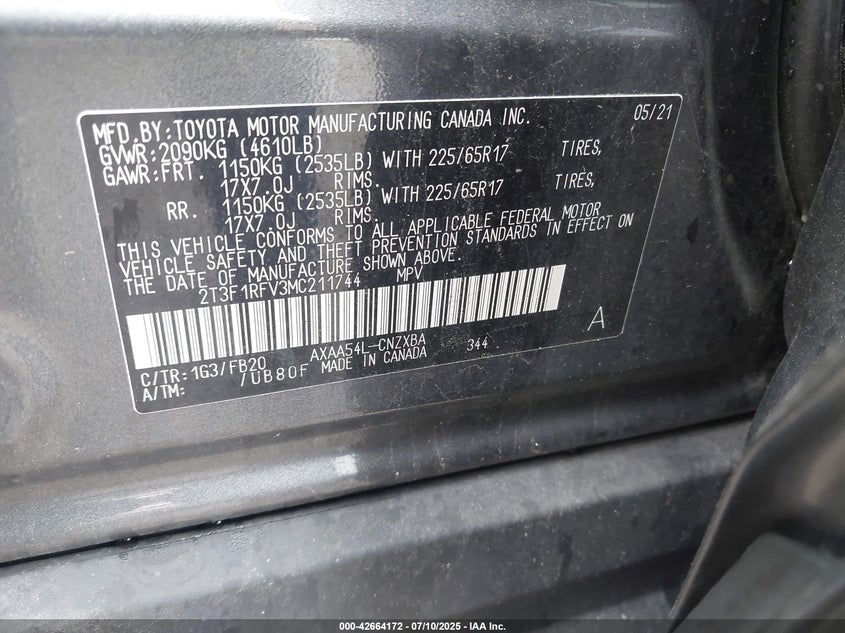 MFD.BY:TOYOTA MOTOR MANUFACTURING CANADA INC. 05/21
GVWR:2090KG (4610LB)
GAWR:FRT. 1150KG (2535LB) WITH 225/65R17 TIRES,
17X7.0J RIMS.
RR. 1150KG (2535LB) WITH 225/65R17 TIRES,
17X7.0J RIMS.
THIS VEHICLE CONFORMS TO ALL APPLICABLE FEDERAL MOTOR
VEHICLE SAFETY AND THEFT PREVENTION STANDARDS IN EFFECT ON
THE DATE OF MANUFACTURE SHOWN ABOVE.
2T3F1RFV3MC211744 MPV
A
AXAA54L-CNZXBA 344
C/TR:1G3/FB20 MADE IN CANADA
A/TM: /UB80F
000-42664172 — 07/10/2025 — IAA Inc.